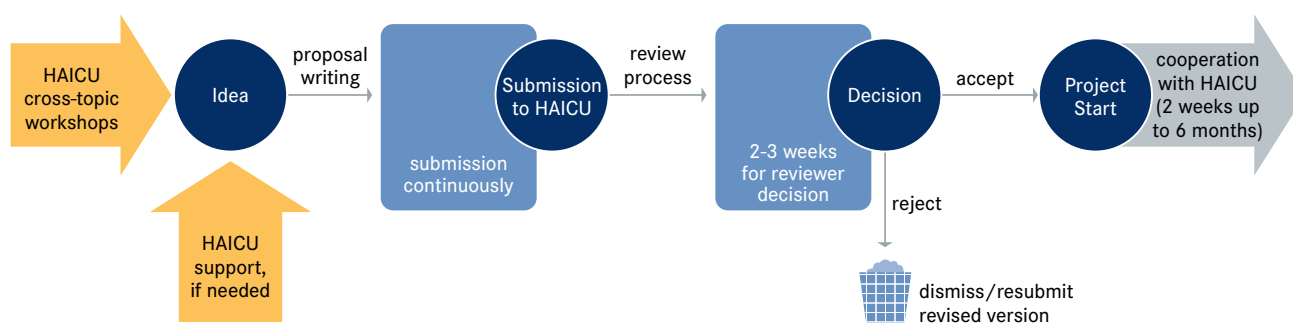 HAICU
cross-topic
workshops
Idea
HAICU
support,
if needed
proposal
writing
submission
continuously
Submission
to HAICU
review
process
2-3 weeks
for reviewer
decision
Decision
accept
reject
dismiss/resubmit
revised version
Project
Start
cooperation
with HAICU
(2 weeks up
to 6 months)